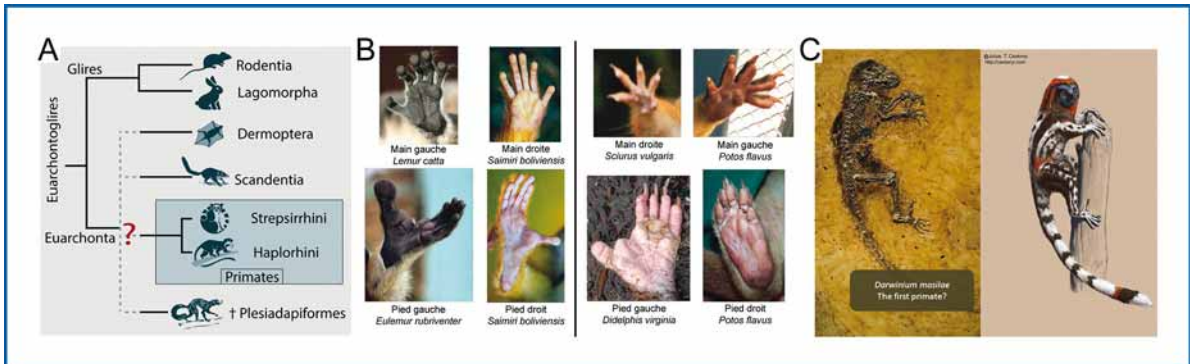 A
Glires
Rodentia
Lagomorpha
Euarchontoglires
Dermoptera
Scandentia
Euarchonta
?
Strepsirrhini
Haplorhini
Primates
† Plesiadapiformes
B
Main gauche
Lemur catta
Main droite
Saimiri boliviensis
Main droite
Sciurus vulgaris
Main gauche
Potos flavus
Pied gauche
Eulemur rubriventer
Pied droit
Saimiri boliviensis
Pied gauche
Didelphis virginia
Pied droit
Potos flavus
C
Darwinium masilae
The first primate?